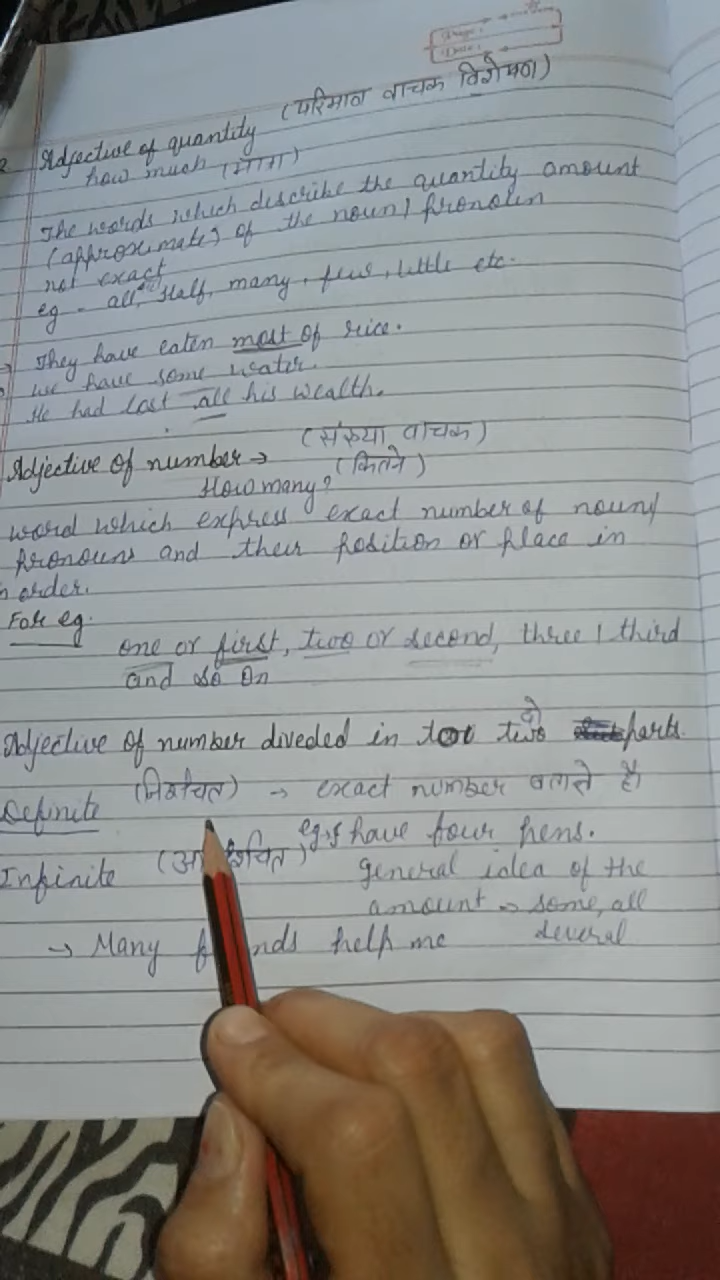 Page:
Date:
2 Adjective of quantity (परिमाण वाचक विशेषण)
how much (मात्रा)
The words which describe the quantity amount
(approximate) of the noun / pronoun
not exact
eg - all, Half, many, few, little etc.
→ They have eaten most of rice.
we have some water.
He had lost all his wealth.
Adjective of number → (संख्या वाचक)
How many? (कितने)
word which express exact number of noun/
pronouns and their position or place in
order.
For eg.
one or first, two or second, three / third
and so on
Adjective of number diveded in two दो parts.
Definite (निश्चित) → exact number बताते है।
eg. I have four pens.
Infinite general idea of the
amount → some, all
several
→ Many help me